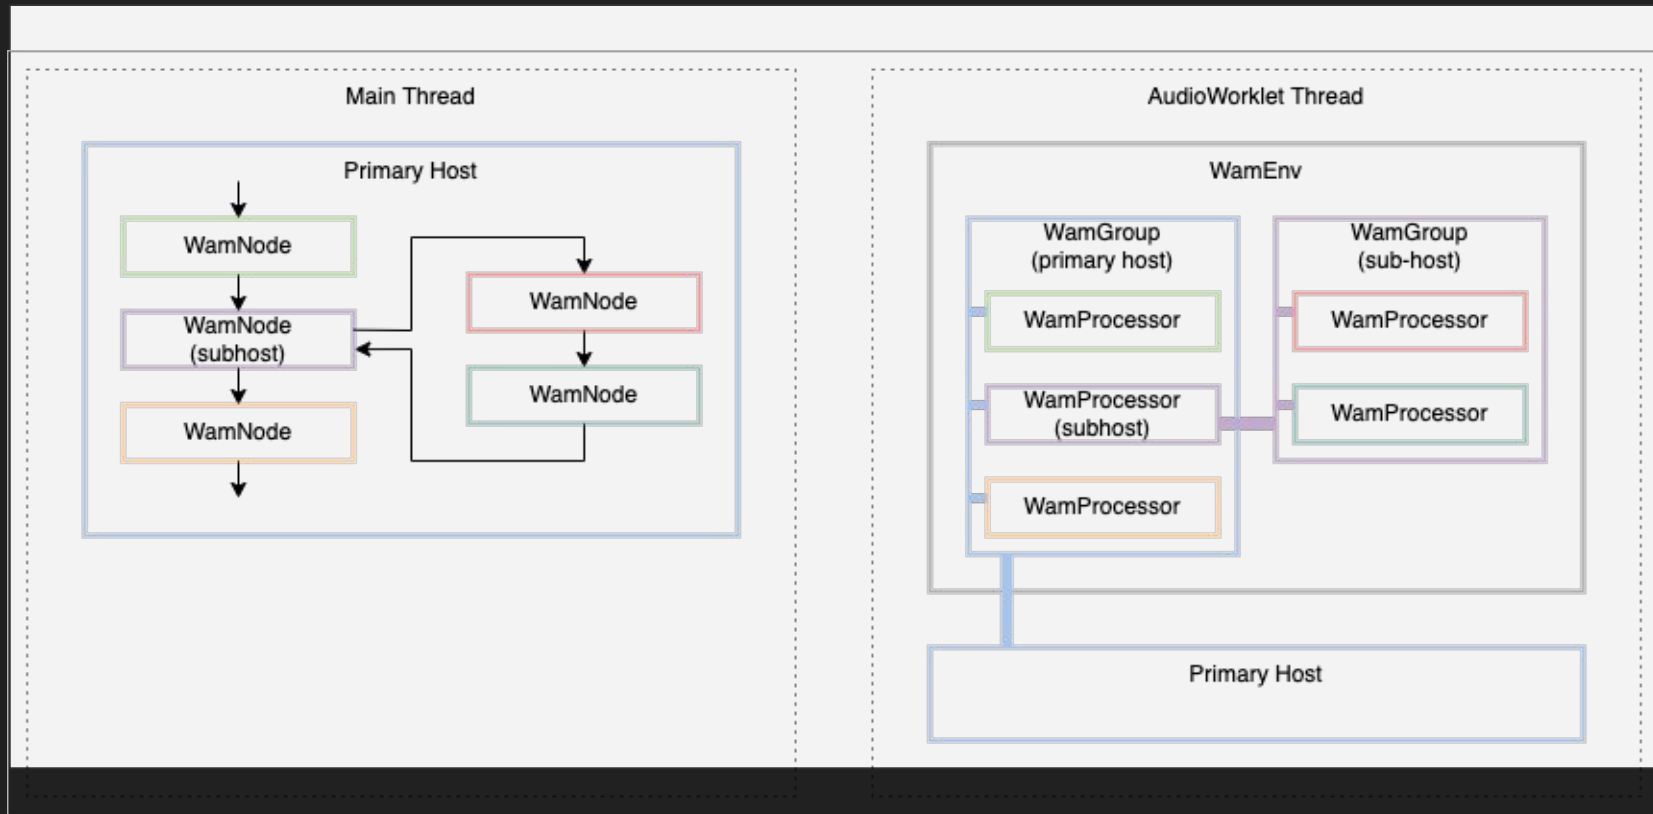 Main Thread
Primary Host
WamNode
WamNode
(subhost)
WamNode
WamNode
WamNode
AudioWorklet Thread
WamEnv
WamGroup
(primary host)
WamProcessor
WamProcessor
(subhost)
WamProcessor
WamGroup
(sub-host)
WamProcessor
WamProcessor
Primary Host